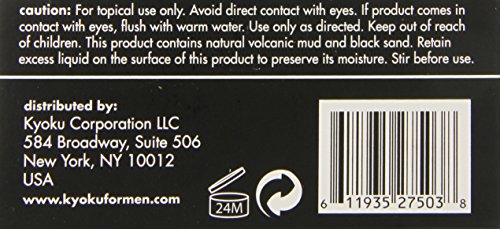 caution: For topical use only. Avoid direct contact with eyes. If product comes in
contact with eyes, flush with warm water. Use only as directed. Keep out of reach
of children. This product contains natural volcanic mud and black sand. Retain
excess liquid on the surface of this product to preserve its moisture. Stir before use.
distributed by:
Kyoku Corporation LLC
584 Broadway, Suite 506
New York, NY 10012
USA
www.kyokuformen.com
24M
6 11935 27503 8